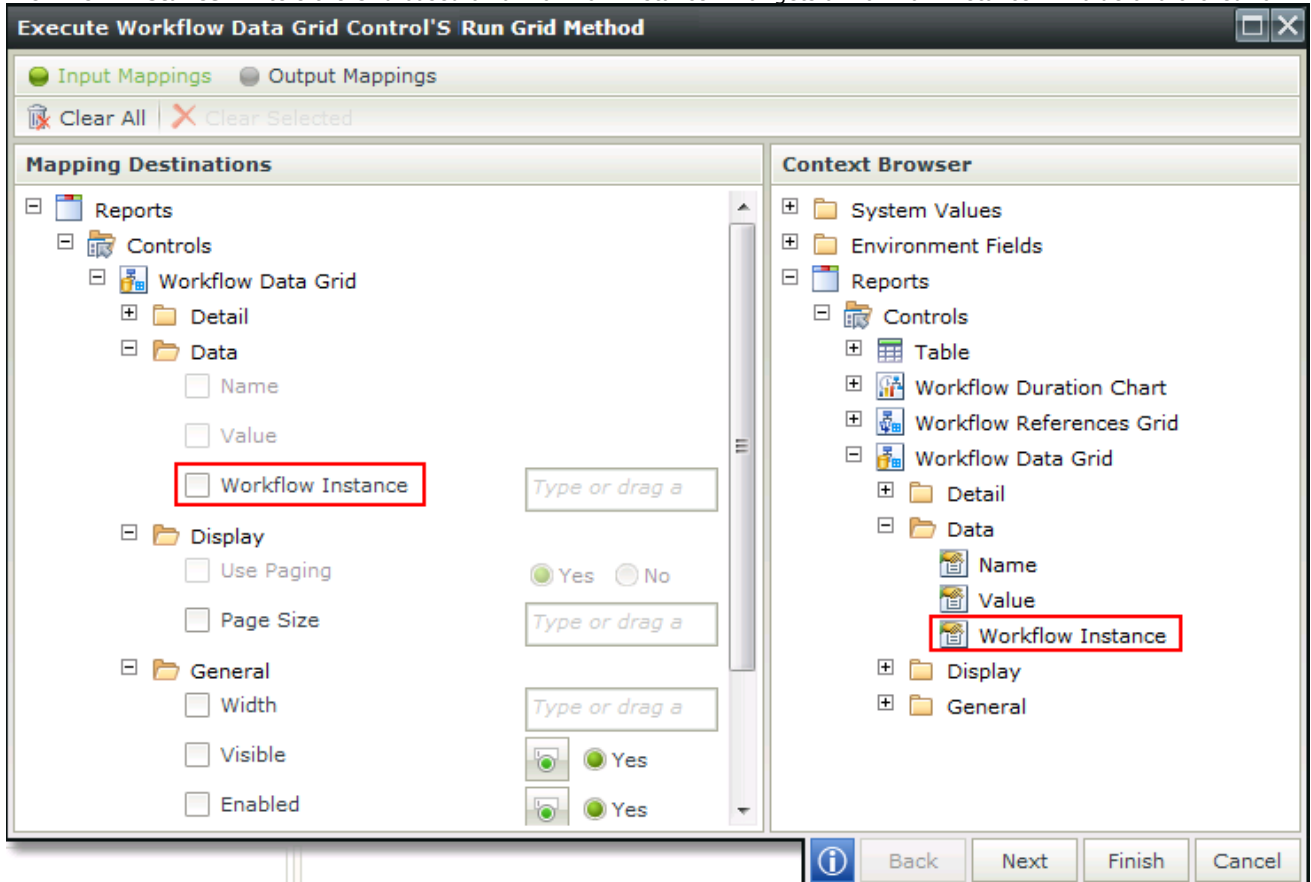 Execute Workflow Data Grid Control'S Run Grid Method
Input Mappings Output Mappings
Clear All Clear Selected
Mapping Destinations
Reports
Controls
Workflow Data Grid
Detail
Data
Name
Value
Workflow Instance Type or drag a
Display
Use Paging Yes No
Page Size Type or drag a
General
Width Type or drag a
Visible Yes
Enabled Yes
Context Browser
System Values
Environment Fields
Reports
Controls
Table
Workflow Duration Chart
Workflow References Grid
Workflow Data Grid
Detail
Data
Name
Value
Workflow Instance
Display
General
Back Next Finish Cancel